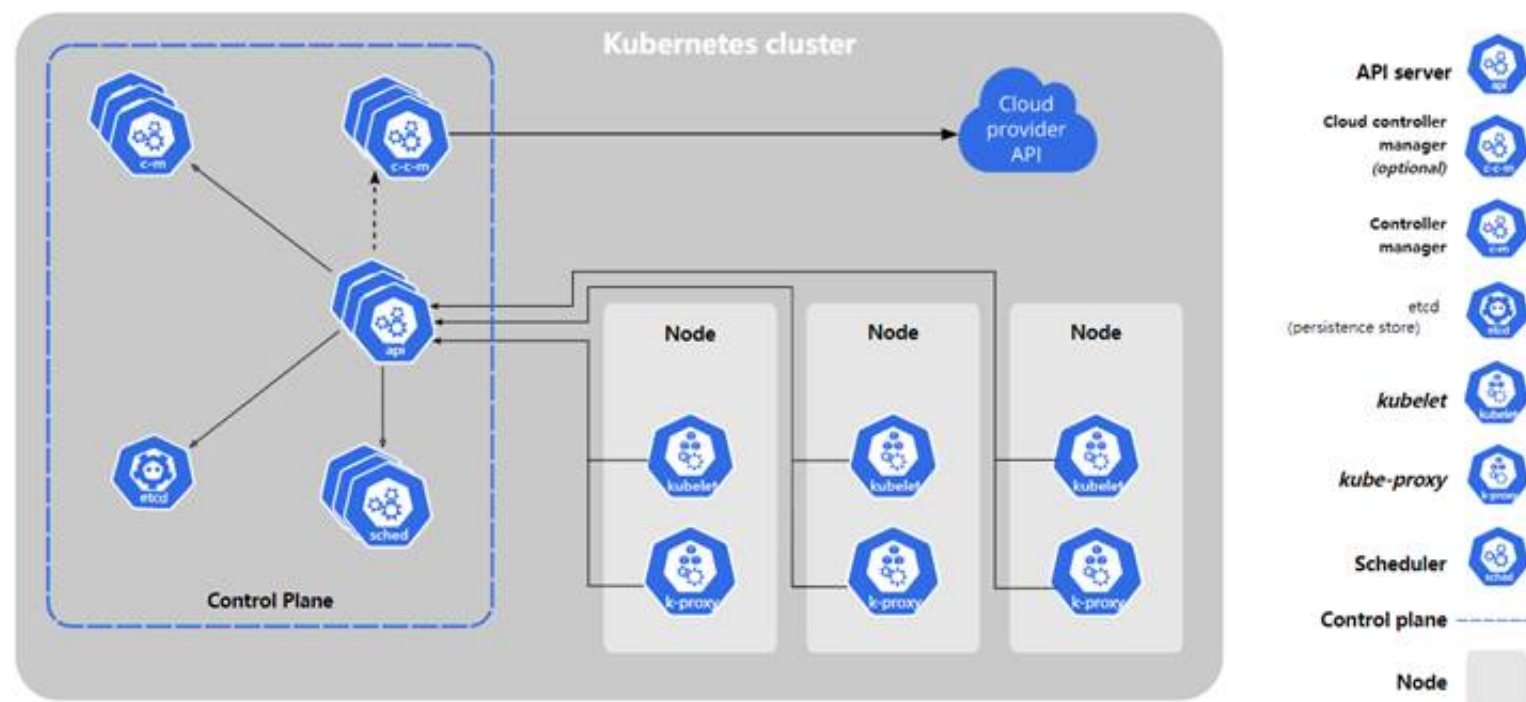 Kubernetes cluster
c-m
c-c-m
Cloud
provider
API
api
etcd
sched
Control Plane
Node
kubelet
k-proxy
Node
kubelet
k-proxy
Node
kubelet
k-proxy
API server
api
Cloud controller
manager
(optional)
c-c-m
Controller
manager
c-m
etcd
(persistence store)
etcd
kubelet
kubelet
kube-proxy
k-proxy
Scheduler
sched
Control plane
Node